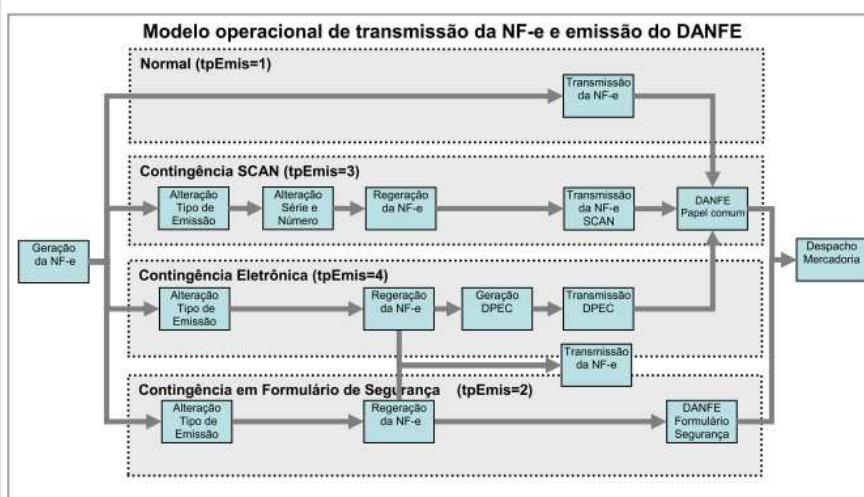 Modelo operacional de transmissão da NF-e e emissão do DANFE
Normal (tpEmis=1)
Transmissão
da NF-e
Contingência SCAN (tpEmis=3)
Alteração
Tipo de
Emissão
Alteração
Série e
Número
Regeração
da NF-e
Transmissão
da NF-e
SCAN
DANFE
Papel comum
Geração
da NF-e
Despacho
Mercadoria
Contingência Eletrônica (tpEmis=4)
Alteração
Tipo de
Emissão
Regeração
da NF-e
Geração
DPEC
Transmissão
DPEC
Transmissão
da NF-e
Contingência em Formulário de Segurança (tpEmis=2)
Alteração
Tipo de
Emissão
Regeração
da NF-e
DANFE
Formulário
Segurança